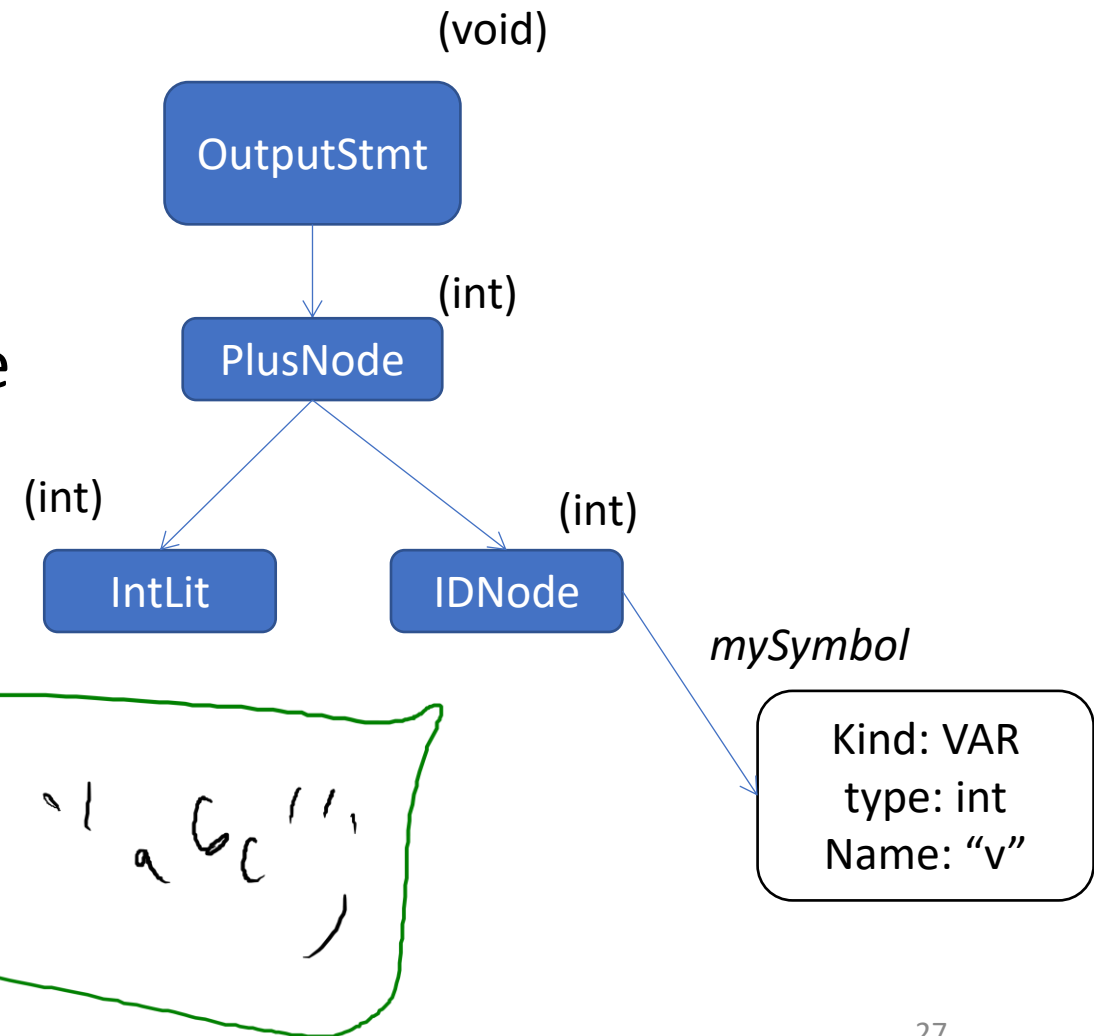 (void)
OutputStmt
(int)
PlusNode
e
(int)
(int)
IntLit
IDNode
mySymbol
Kind: VAR
type: int
Name: “v”
27